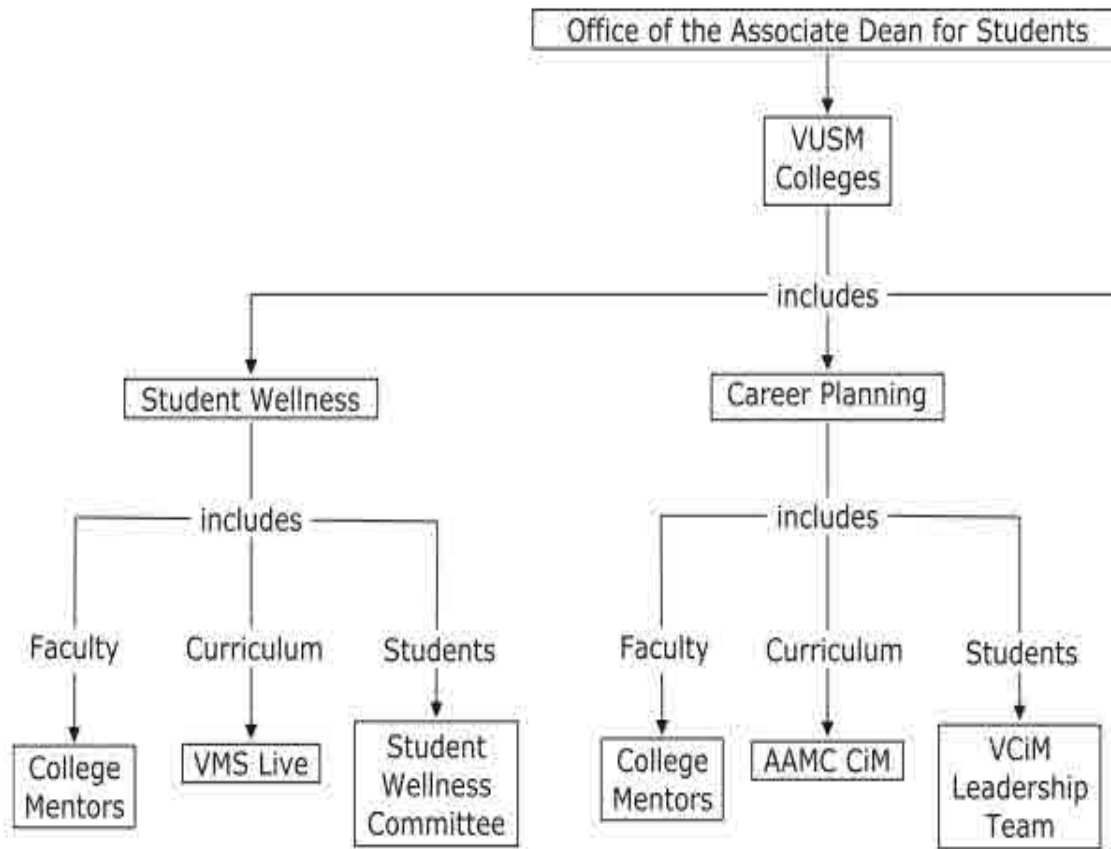 Office of the Associate Dean for Students
VUSM
Colleges
includes
Student Wellness
Career Planning
includes
includes
Faculty
Curriculum
Students
Faculty
Curriculum
Students
College
Mentors
VMS Live
Student
Wellness
Committee
College
Mentors
AAMC CiM
VCiM
Leadership
Team